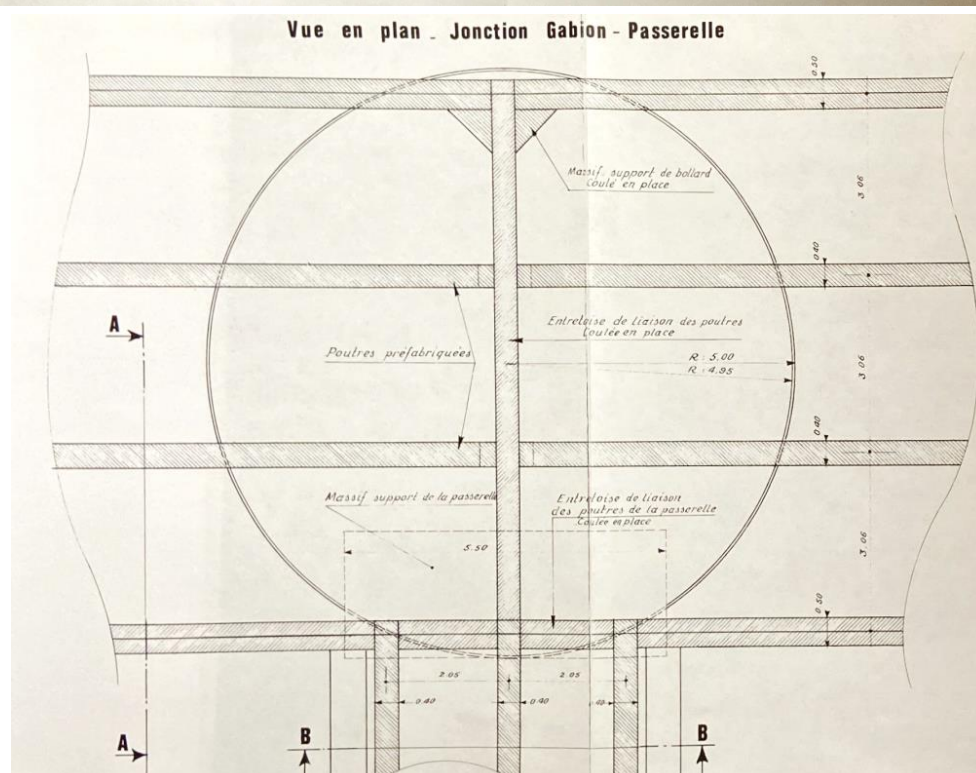 Vue en plan - Jonction Gabion - Passerelle
0.50
Massif support de bollard
Coulé en place
3.06
0.40
A
Entretoise de liaison des poutres
Coulée en place
Poutres préfabriquées
R : 5.00
R : 4.95
3.06
0.40
Massif support de la passerelle
Entretoise de liaison
des poutres de la passerelle
Coulée en place
5.50
3.06
0.50
2.05
2.05
0.40
0.40
A
B
B